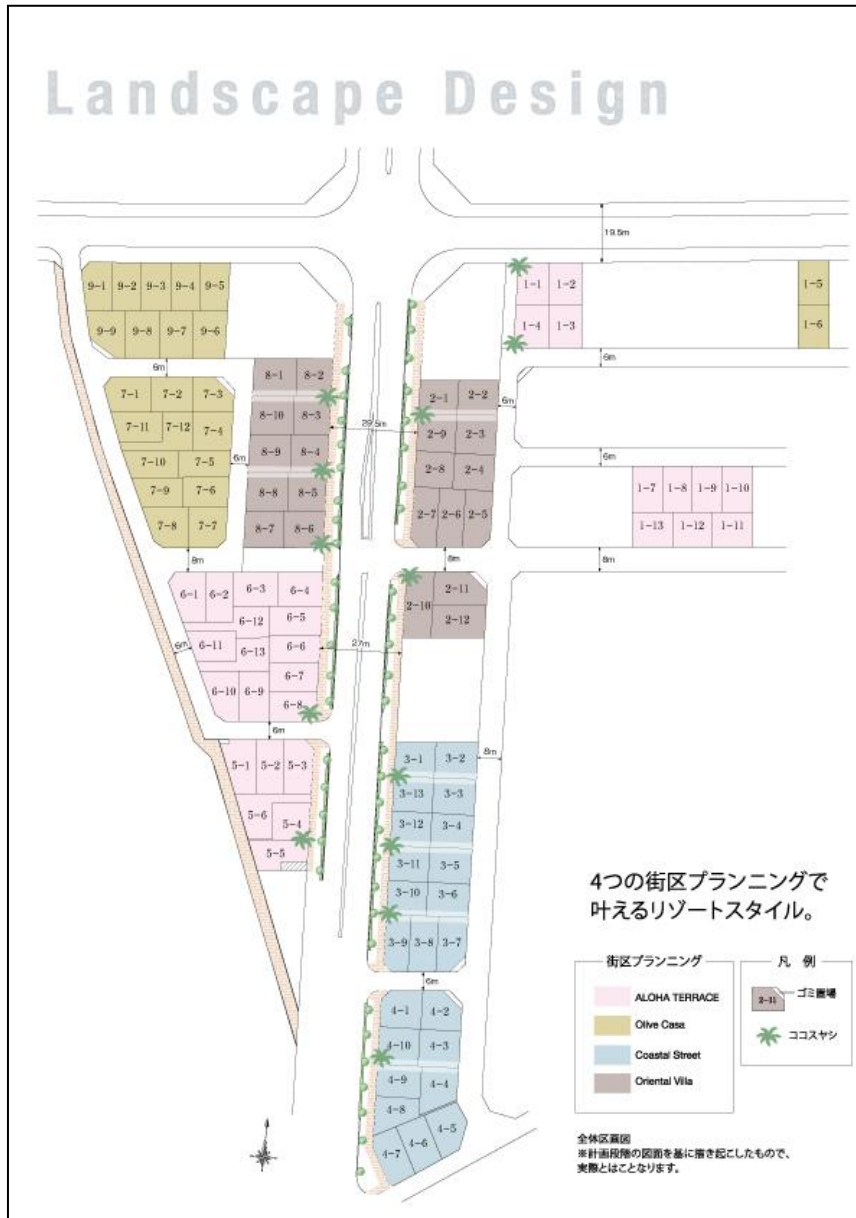 Landscape Design
19.5m
9-1 9-2 9-3 9-4 9-5
1-1 1-2
1-5
9-9 9-8 9-7 9-6
1-4 1-3
1-6
6m
6m
8-1 8-2
7-1 7-2 7-3
2-1 2-2
6m
7-11 7-12 7-4
8-10 8-3
29.5m
2-9 2-3
7-10 7-5
6m
8-9 8-4
2-8 2-4
6m
7-9 7-6
8-8 8-5
1-7 1-8 1-9 1-10
7-8 7-7
8-7 8-6
2-7 2-6 2-5
1-13 1-12 1-11
8m
8m
8m
6-1 6-2 6-3 6-4
2-10 2-11
6-12 6-5
2-12
6m
6-11 6-13 6-6
27m
6-7
6-10 6-9 6-8
6m
5-1 5-2 5-3
3-1 3-2
8m
3-13 3-3
5-6 5-4
3-12 3-4
5-5
3-11 3-5
3-10 3-6
3-9 3-8 3-7
6m
4-1 4-2
4-10 4-3
4-9 4-4
4-8
4-7 4-6 4-5
4つの街区プランニングで
叶えるリゾートスタイル。
街区プランニング
ALOHA TERRACE
Olive Casa
Coastal Street
Oriental Villa
凡 例
2-11 ゴミ置場
ココスヤシ
全体区画図
※計画段階の図面を基に描き起こしたもので、
実際とはことなります。